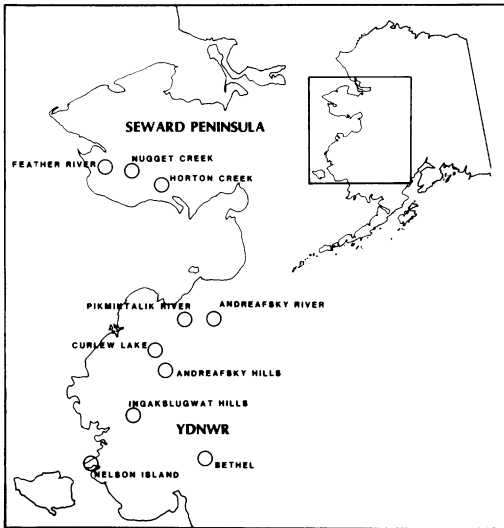 SEWARD PENINSULA
FEATHER RIVER
NUGGET CREEK
HORTON CREEK
PIKMIKTALIK RIVER
ANDREAFSKY RIVER
CURLEW LAKE
ANDREAFSKY HILLS
INGAKSLUGWAT HILLS
YDNWR
BETHEL
NELSON ISLAND